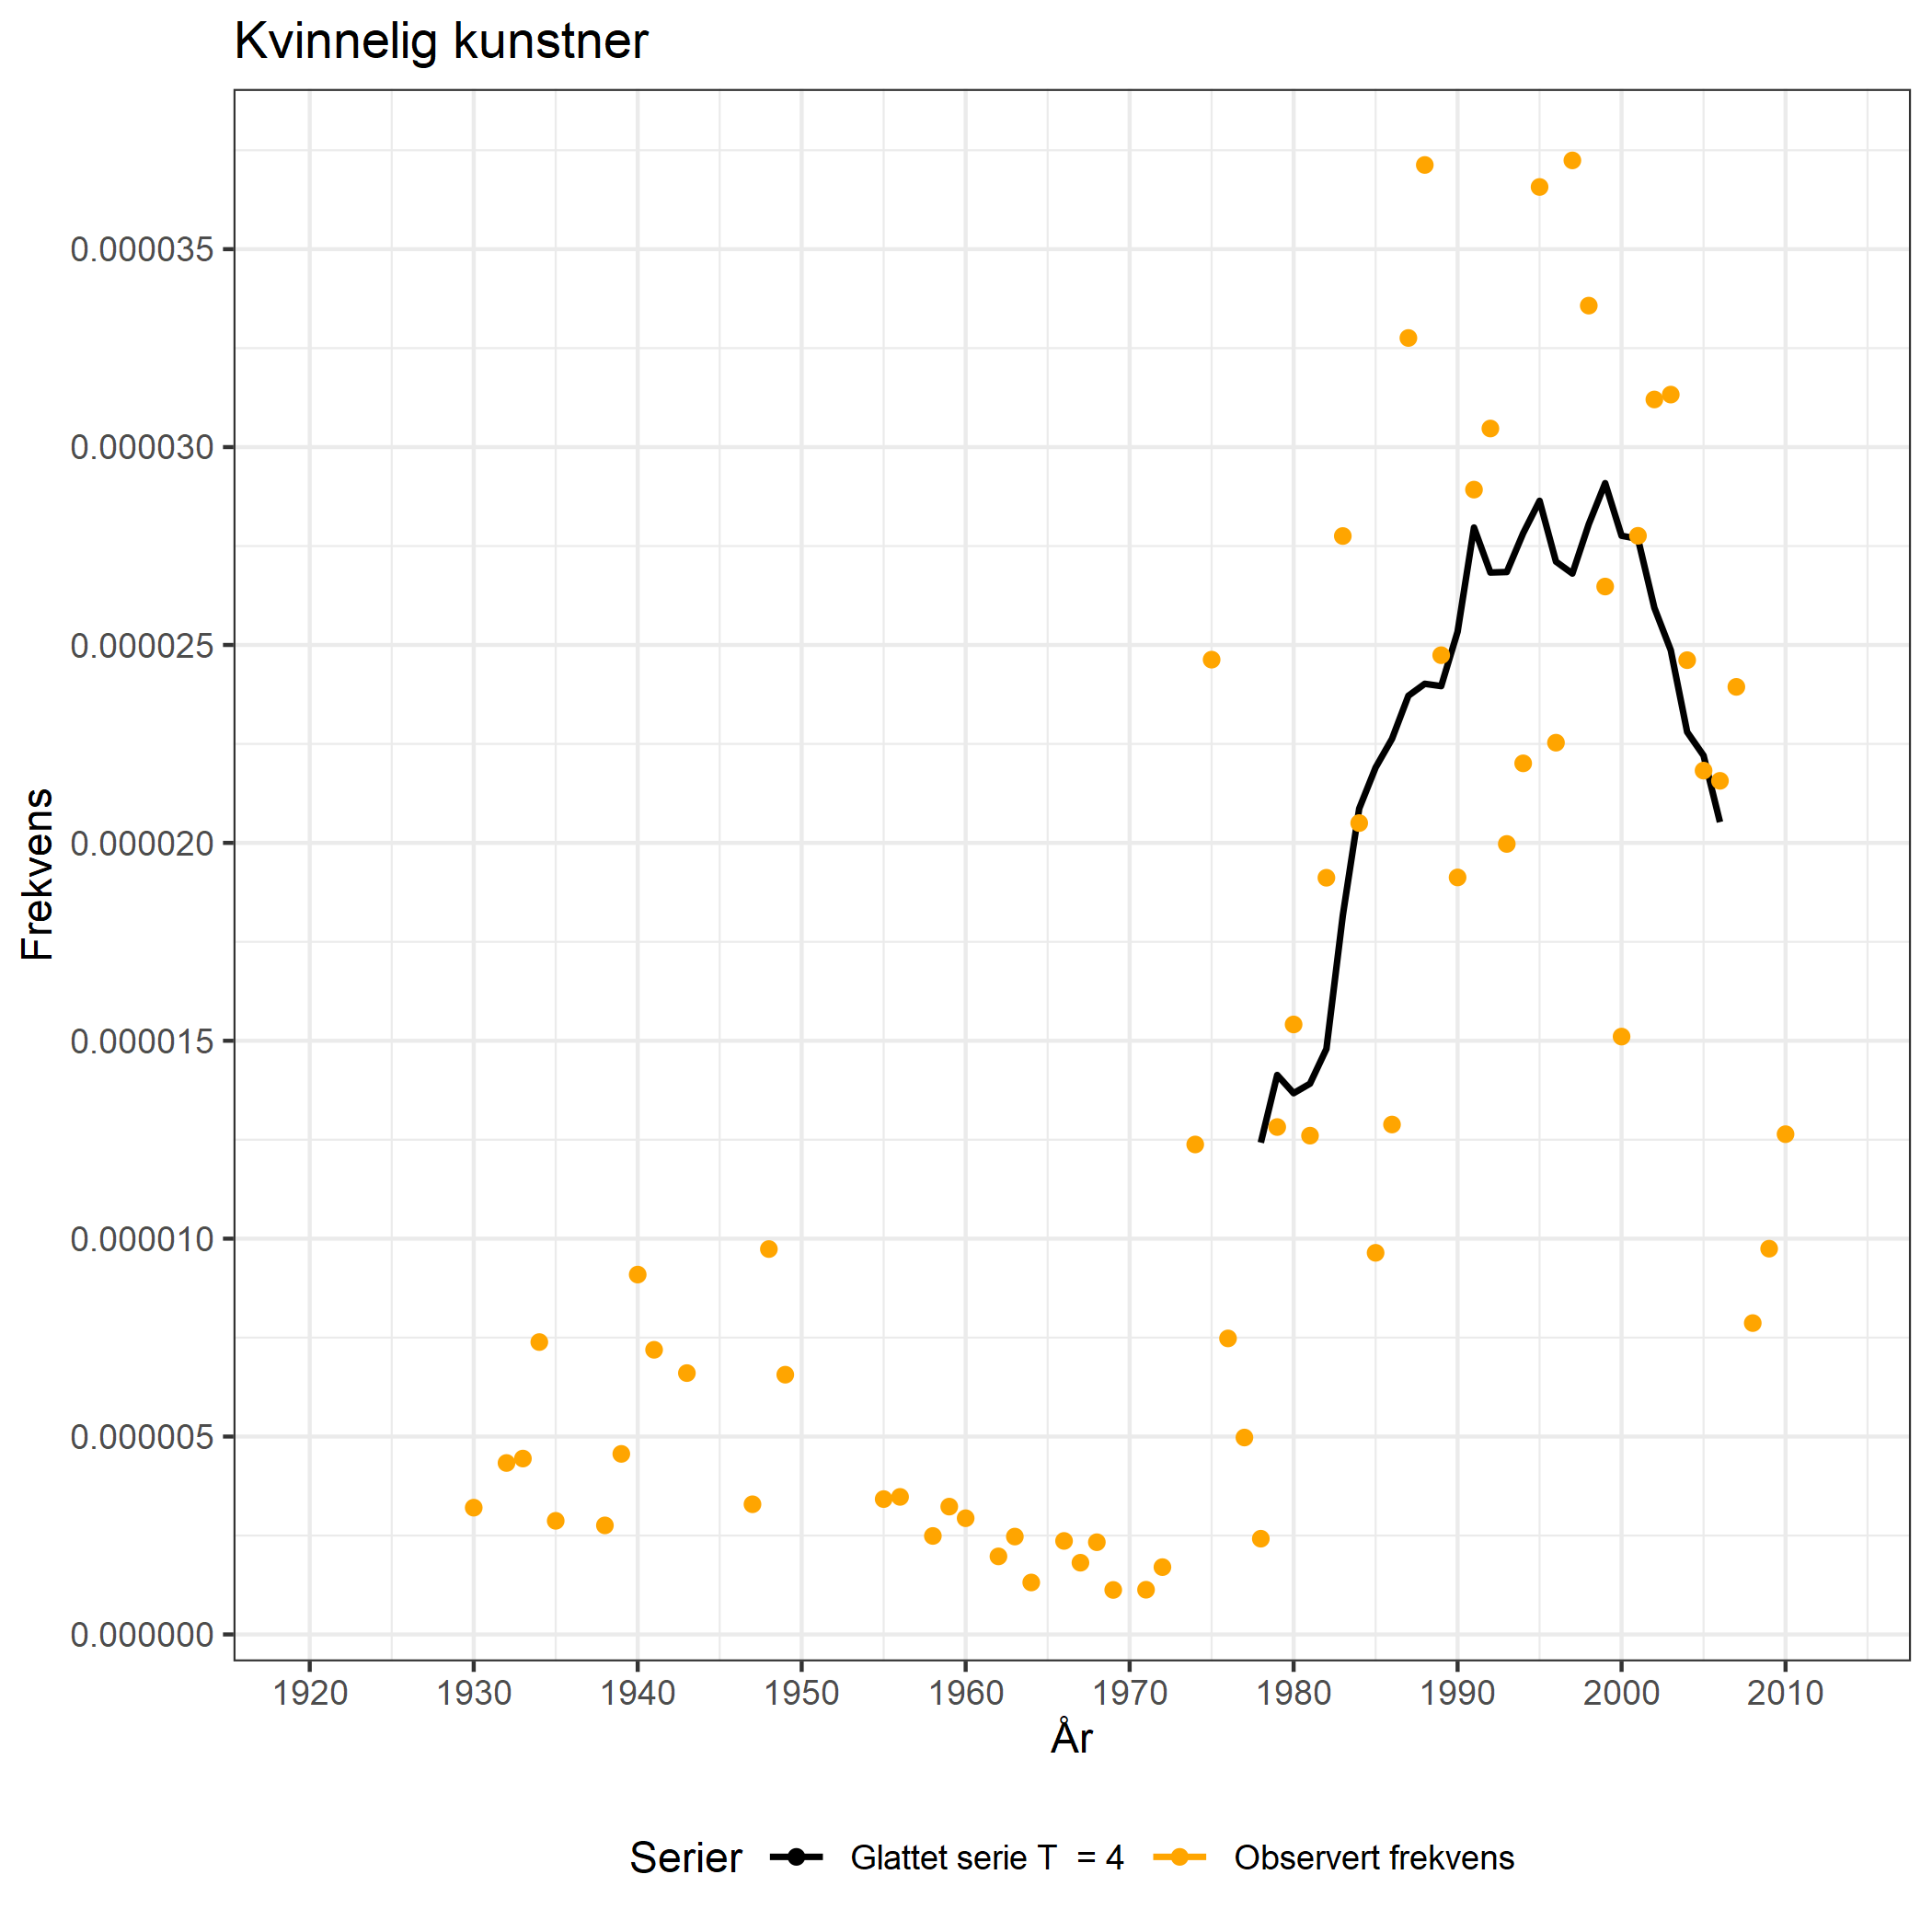 Kvinnelig kunstner
Frekvens
0.000035
0.000030
0.000025
0.000020
0.000015
0.000010
0.000005
0.000000
1920 1930 1940 1950 1960 1970 1980 1990 2000 2010
År
Serier Glattet serie T = 4 Observert frekvens